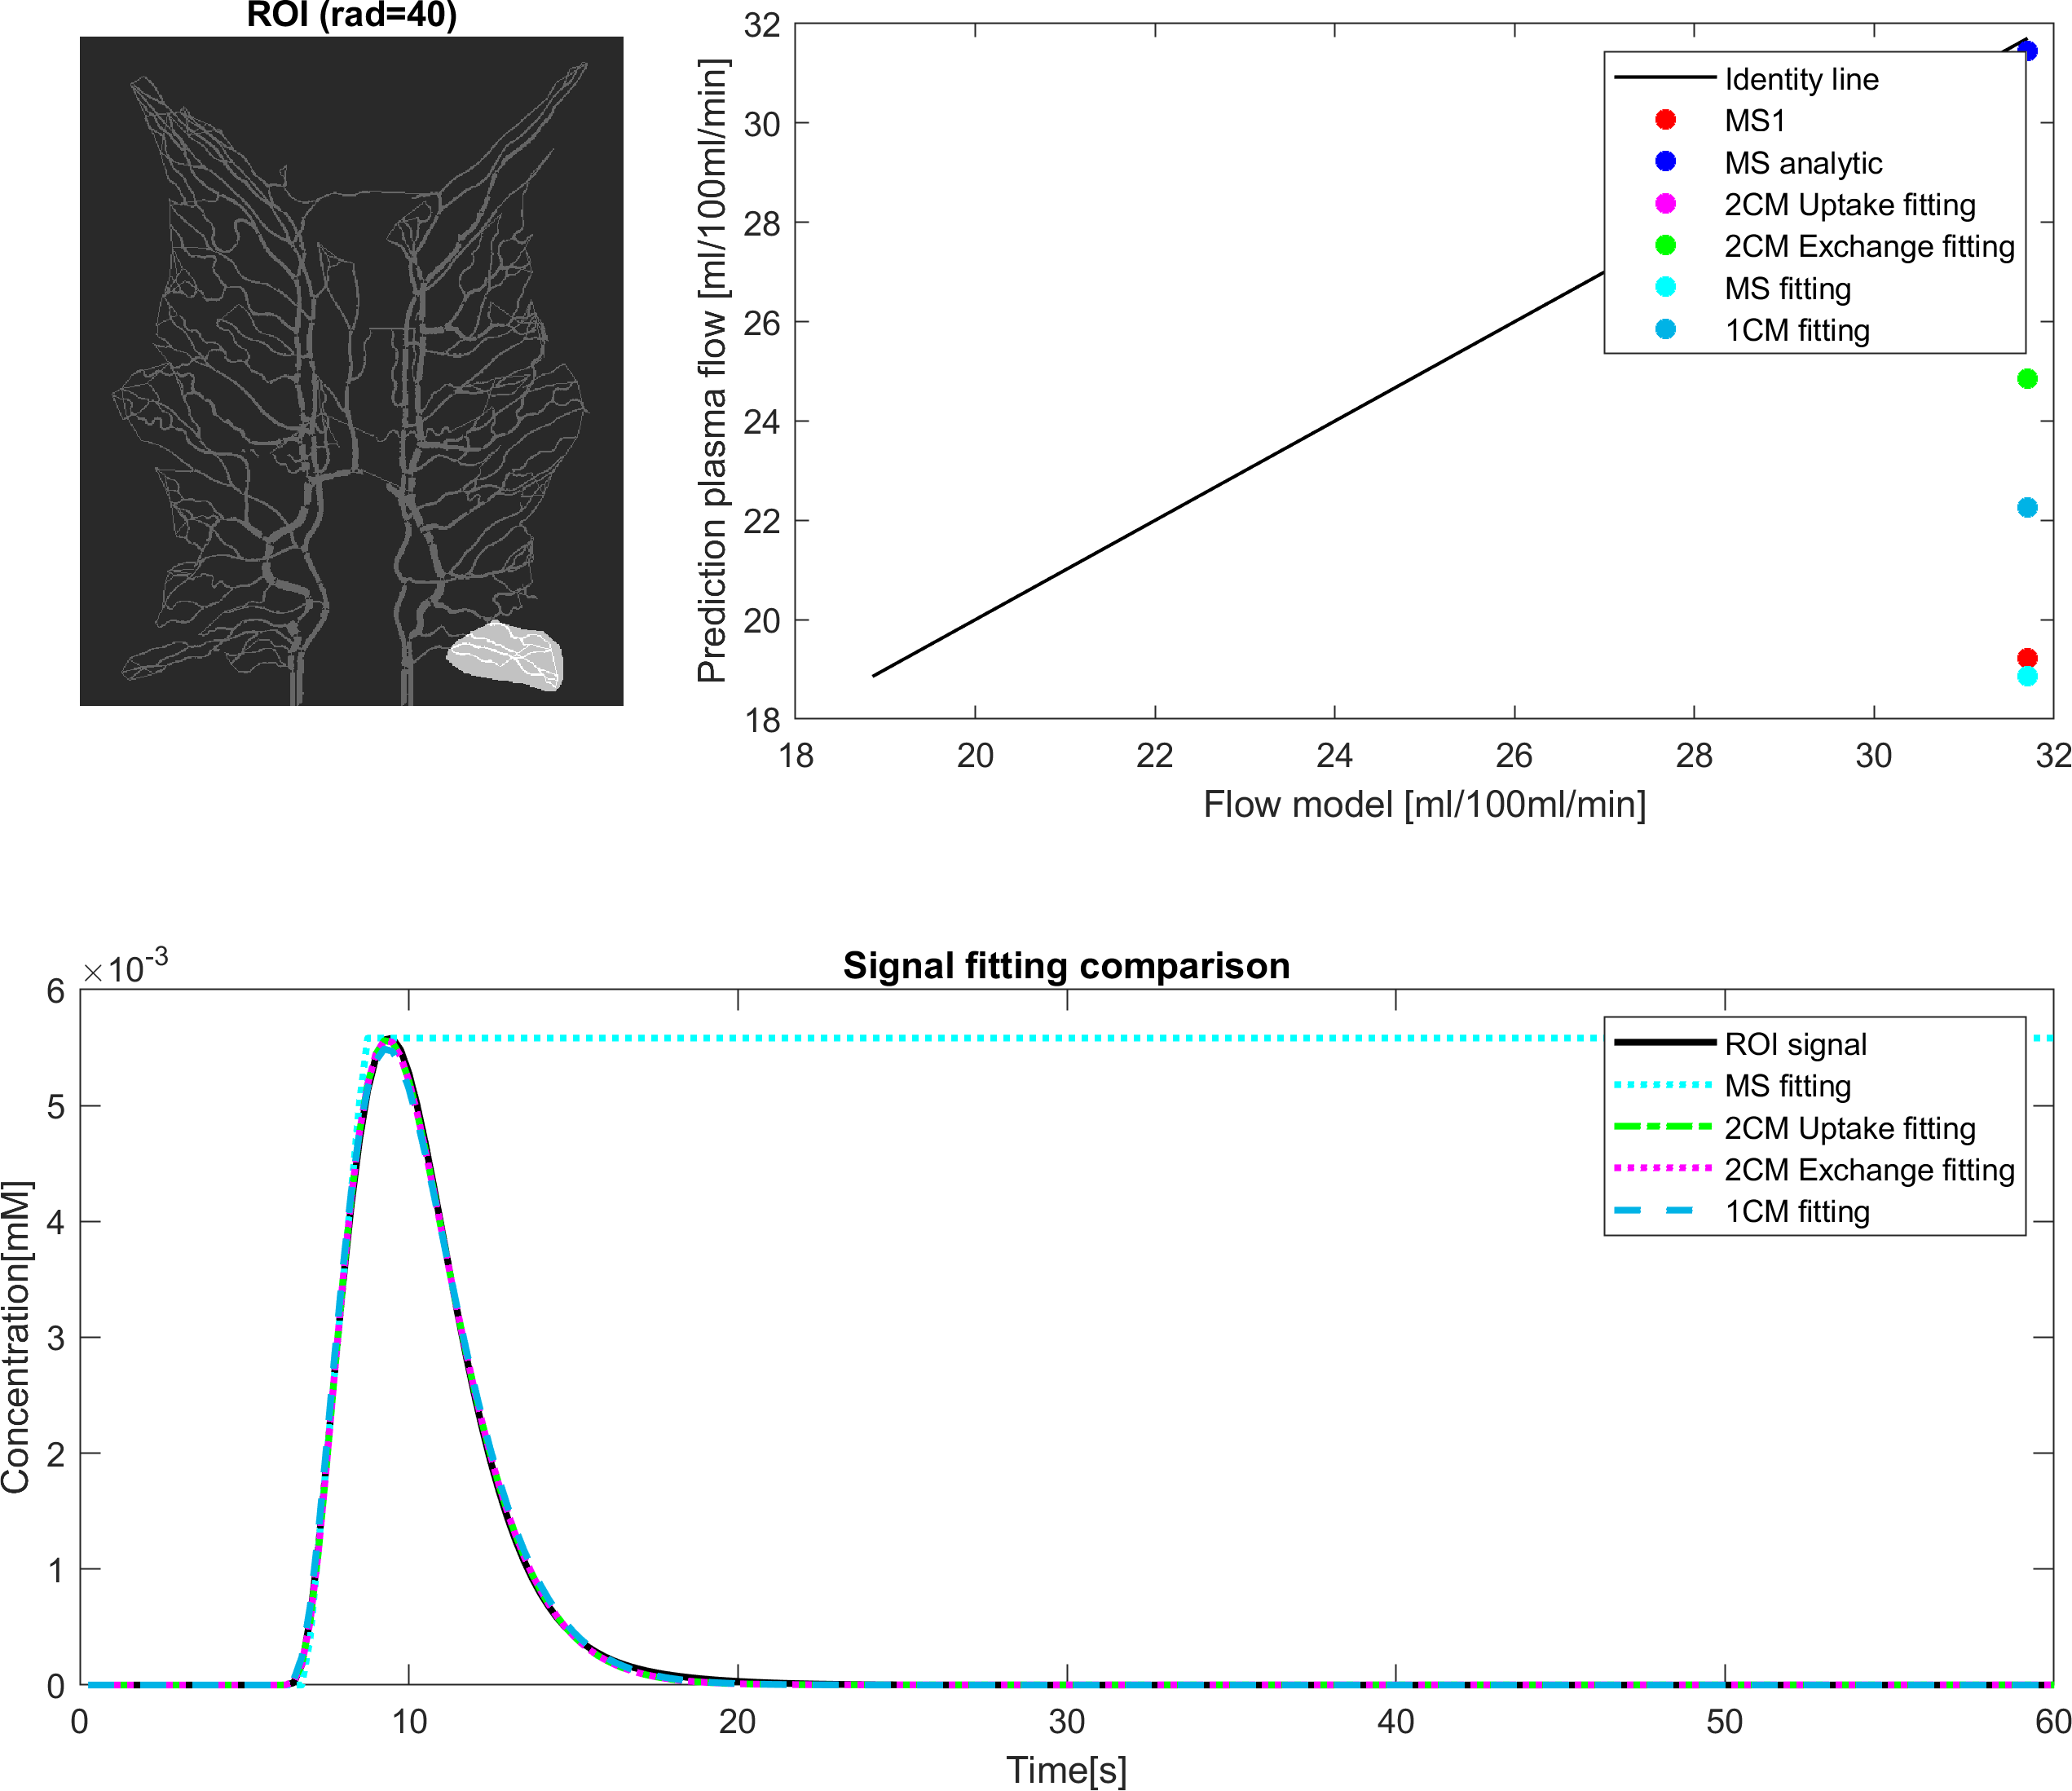 ROI (rad=40)
Prediction plasma flow [ml/100ml/min]
32
30
28
26
24
22
20
18
18
20
22
24
26
28
30
32
Flow model [ml/100ml/min]
Identity line
MS1
MS analytic
2CM Uptake fitting
2CM Exchange fitting
MS fitting
1CM fitting
Signal fitting comparison
×10-3
Concentration[mM]
6
5
4
3
2
1
0
0
10
20
30
40
50
60
Time[s]
ROI signal
MS fitting
2CM Uptake fitting
2CM Exchange fitting
1CM fitting